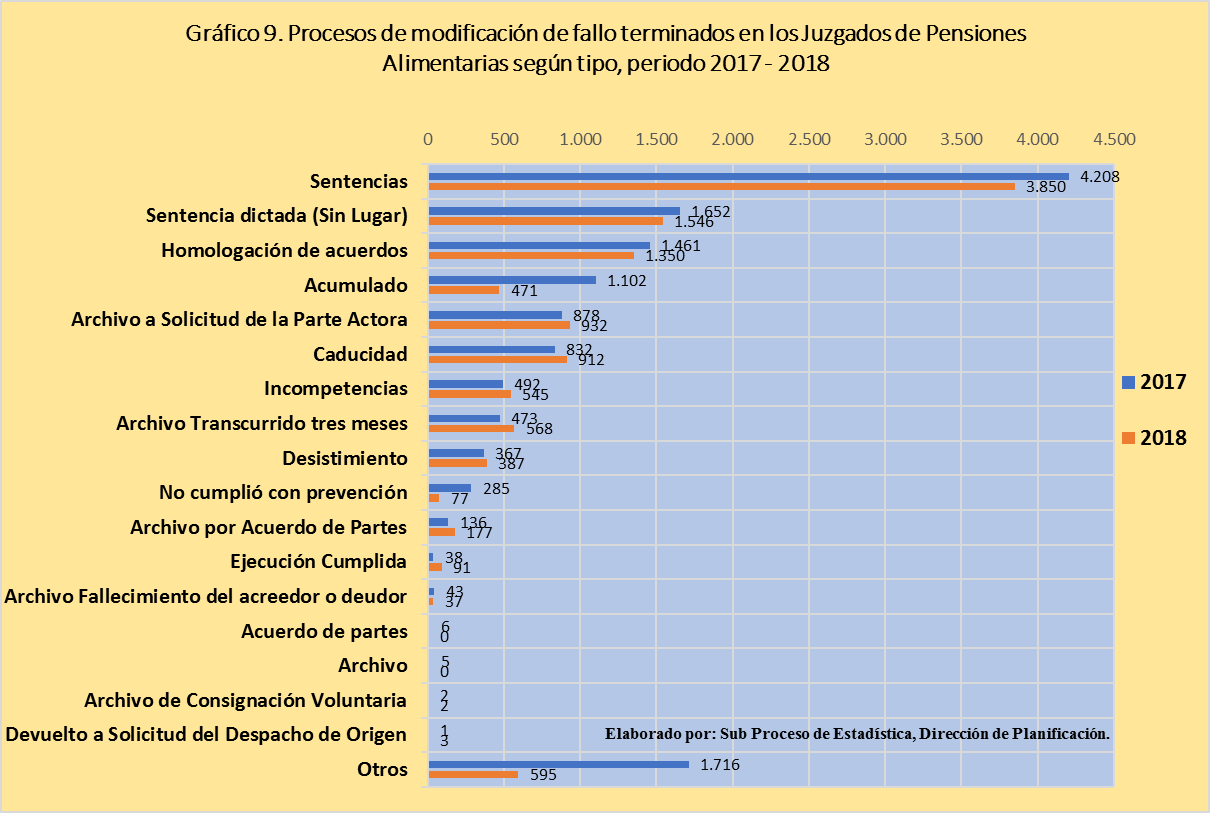 Gráfico 9. Procesos de modificación de fallo terminados en los Juzgados de Pensiones
Alimentarias según tipo, periodo 2017 - 2018
0 500 1.000 1.500 2.000 2.500 3.000 3.500 4.000 4.500
Sentencias 4.208
3.850
Sentencia dictada (Sin Lugar) 1.652
1.546
Homologación de acuerdos 1.461
1.350
Acumulado 1.102
471
Archivo a Solicitud de la Parte Actora 878
932
Caducidad 832
912
Incompetencias 492
545
Archivo Transcurrido tres meses 473
568
Desistimiento 367
387
No cumplió con prevención 285
77
Archivo por Acuerdo de Partes 136
177
Ejecución Cumplida 38
91
Archivo Fallecimiento del acreedor o deudor 43
37
Acuerdo de partes 6
0
Archivo 5
0
Archivo de Consignación Voluntaria 2
2
Devuelto a Solicitud del Despacho de Origen 1
3
Otros 1.716
595
2017
2018
Elaborado por: Sub Proceso de Estadística, Dirección de Planificación.